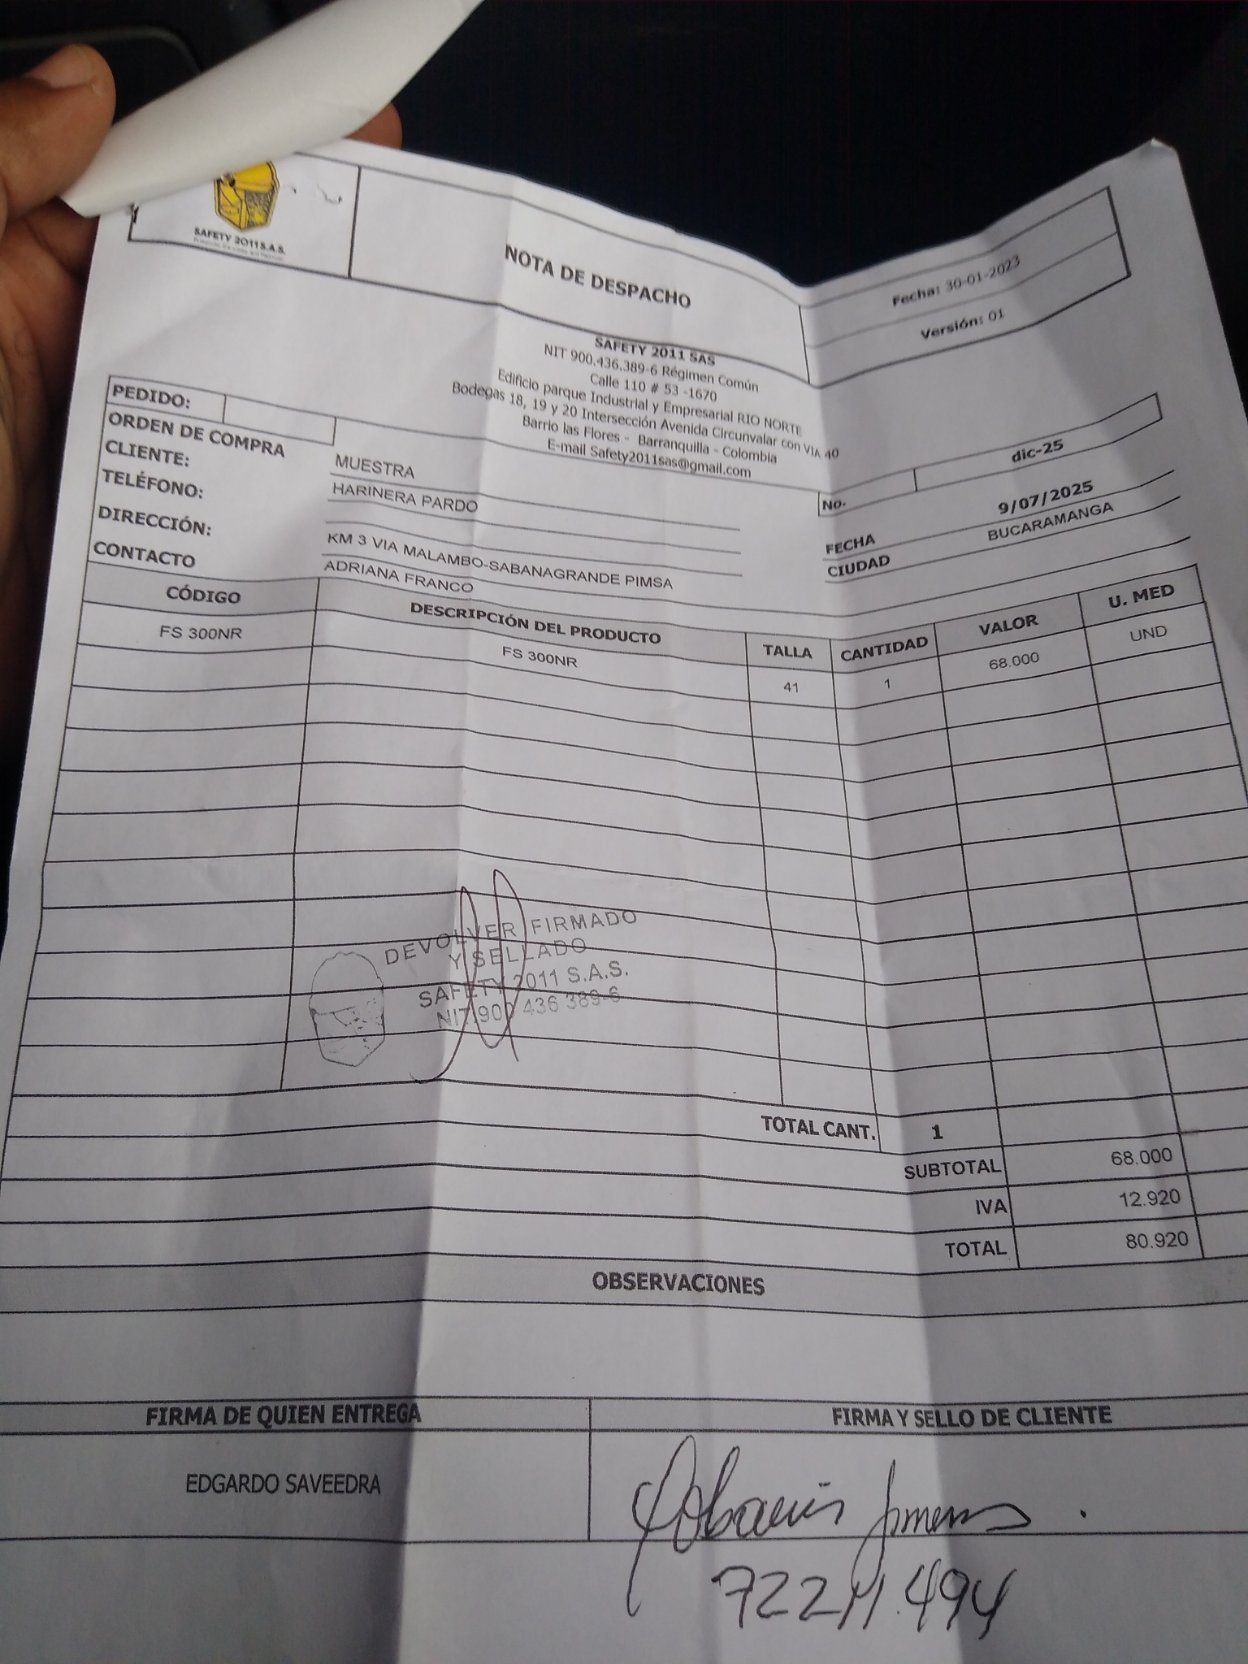 SAFETY 2011 S.A.S.
NOTA DE DESPACHO
Fecha: 30-01-2023
Versión: 01
SAFETY 2011 SAS
NIT 900.436.389-6 Régimen Común
Calle 110 # 53 -1670
Edificio parque Industrial y Empresarial RIO NORTE
Bodegas 18, 19 y 20 Intersección Avenida Circunvalar con VIA 40
Barrio las Flores - Barranquilla - Colombia
E-mail Safety2011sas@gmail.com
PEDIDO:
No. dic-25
ORDEN DE COMPRA MUESTRA
FECHA 9/07/2025
CLIENTE: HARINERA PARDO
CIUDAD BUCARAMANGA
TELÉFONO:
DIRECCIÓN: KM 3 VIA MALAMBO-SABANAGRANDE PIMSA
CONTACTO ADRIANA FRANCO
CÓDIGO DESCRIPCIÓN DEL PRODUCTO TALLA CANTIDAD VALOR U. MED
FS 300NR FS 300NR 41 1 68.000 UND
DEVOLVER FIRMADO
Y SELLADO
SAFETY 2011 S.A.S.
NIT 900 436 389-6
TOTAL CANT. 1
SUBTOTAL 68.000
IVA 12.920
TOTAL 80.920
OBSERVACIONES
FIRMA DE QUIEN ENTREGA FIRMA Y SELLO DE CLIENTE
EDGARDO SAVEEDRA